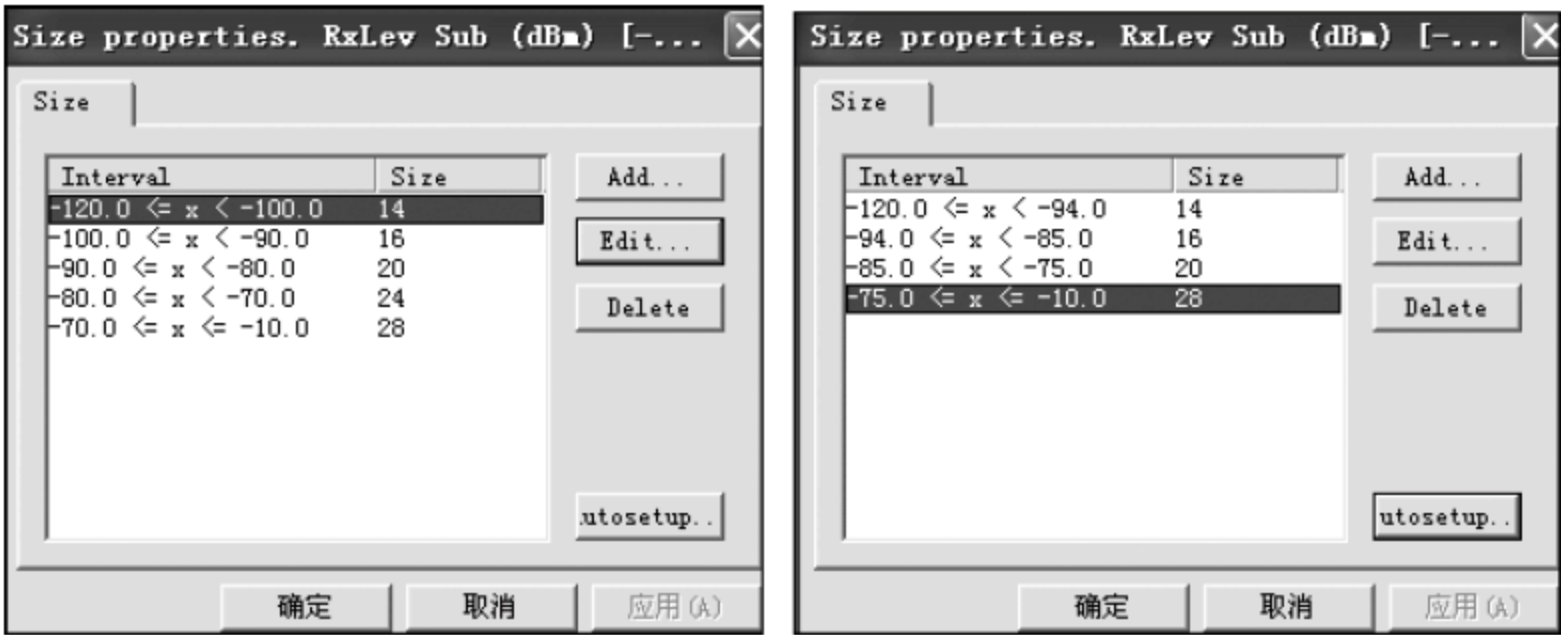 Size properties. RxLev Sub (dBm) [-...
Size
Interval Size
-120.0 <= x < -100.0 14
-100.0 <= x < -90.0 16
-90.0 <= x < -80.0 20
-80.0 <= x < -70.0 24
-70.0 <= x <= -10.0 28
Add...
Edit...
Delete
utosetup..
确定 取消 应用(A)
Size properties. RxLev Sub (dBm) [-...
Size
Interval Size
-120.0 <= x < -94.0 14
-94.0 <= x < -85.0 16
-85.0 <= x < -75.0 20
-75.0 <= x <= -10.0 28
Add...
Edit...
Delete
utosetup..
确定 取消 应用(A)